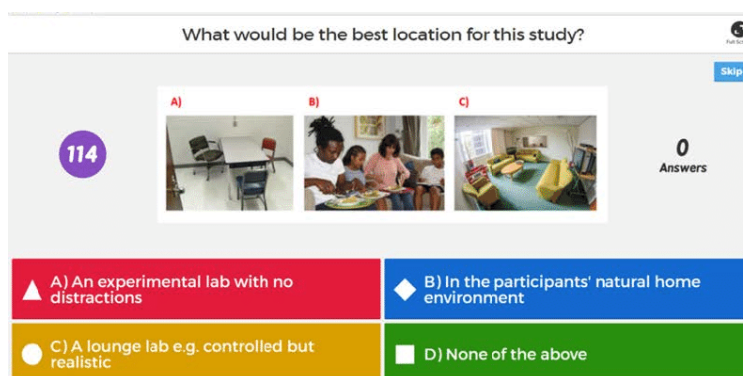 What would be the best location for this study?
Skip
A)
B)
C)
114
0
Answers
A) An experimental lab with no
distractions
B) In the participants' natural home
environment
C) A lounge lab e.g. controlled but
realistic
D) None of the above